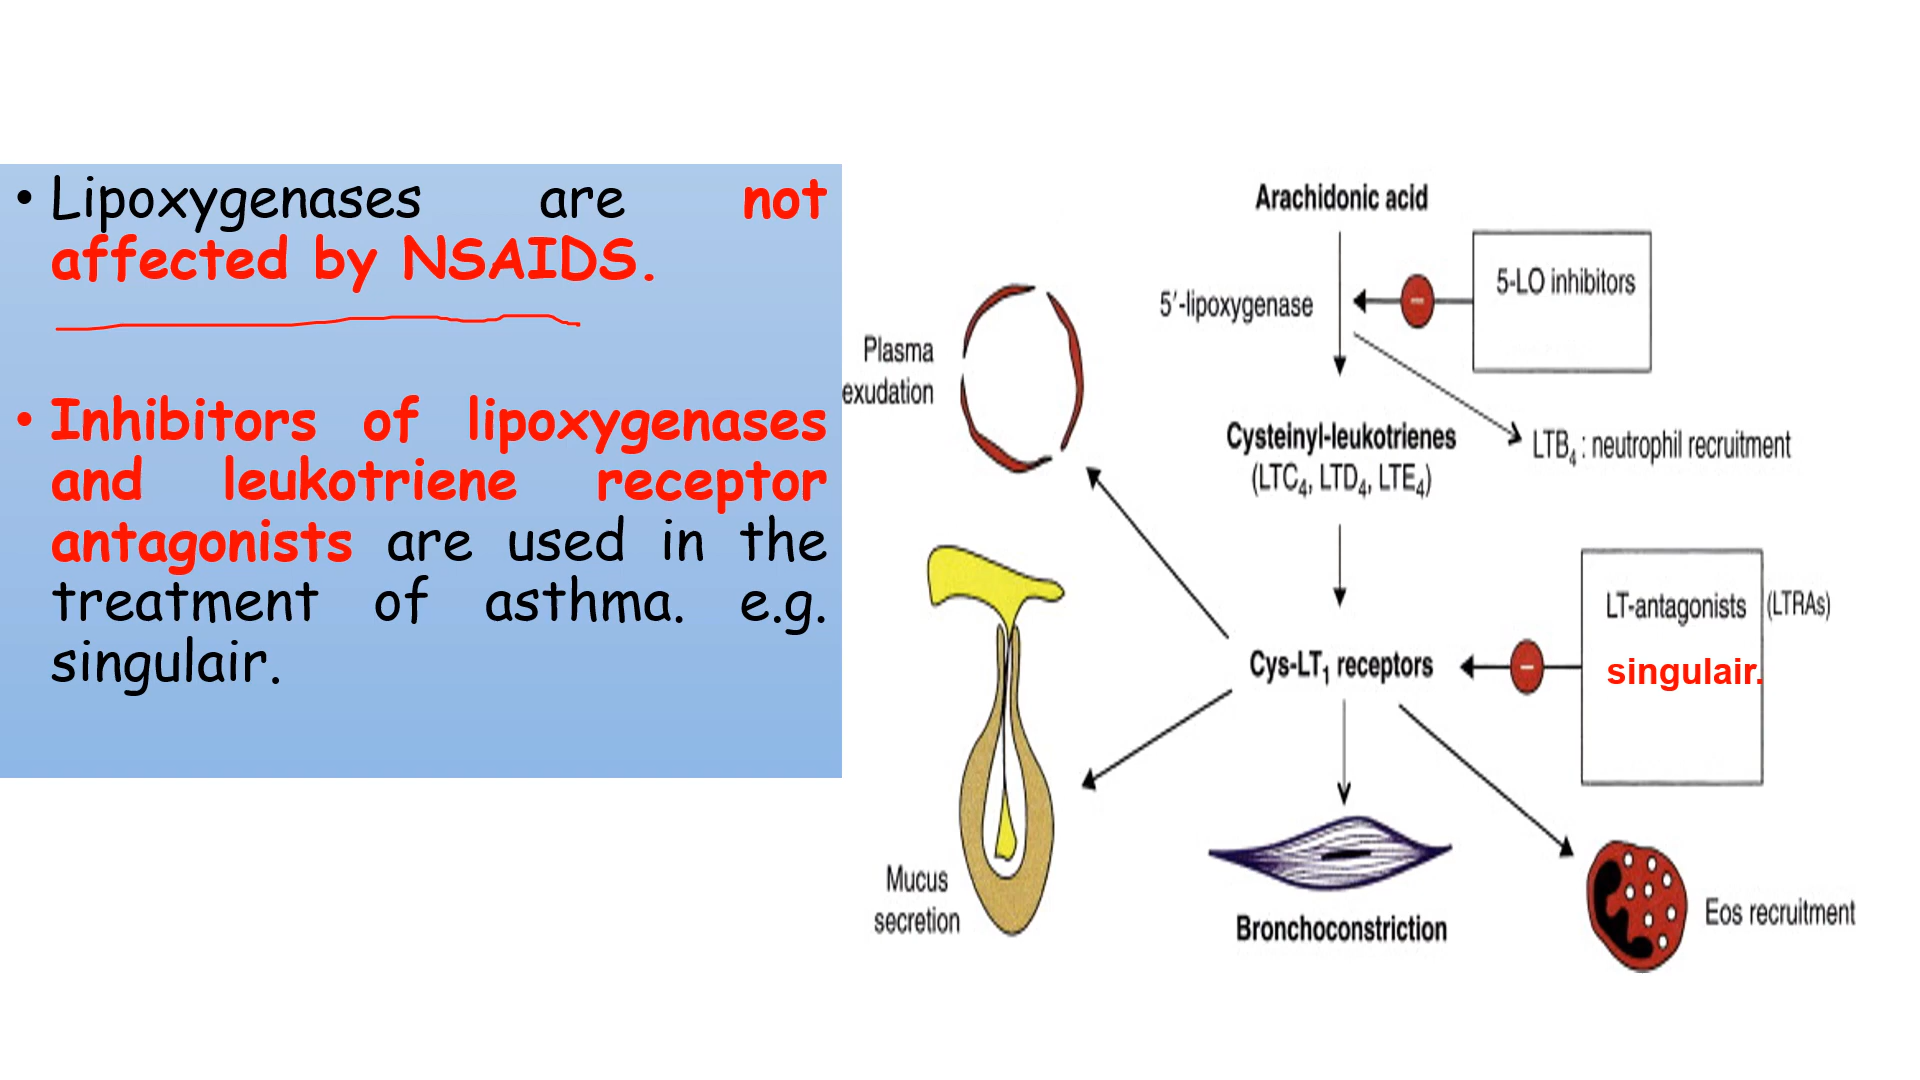 • Lipoxygenases are not
affected by NSAIDS.
• Inhibitors of lipoxygenases
and leukotriene receptor
antagonists are used in the
treatment of asthma. e.g.
singulair.
Arachidonic acid
5-LO inhibitors
5′-lipoxygenase
Plasma
exudation
Cysteinyl-leukotrienes
(LTC4, LTD4, LTE4)
LTB4 : neutrophil recruitment
LT-antagonists (LTRAs)
singulair.
Cys-LT1 receptors
Mucus
secretion
Bronchoconstriction
Eos recruitment